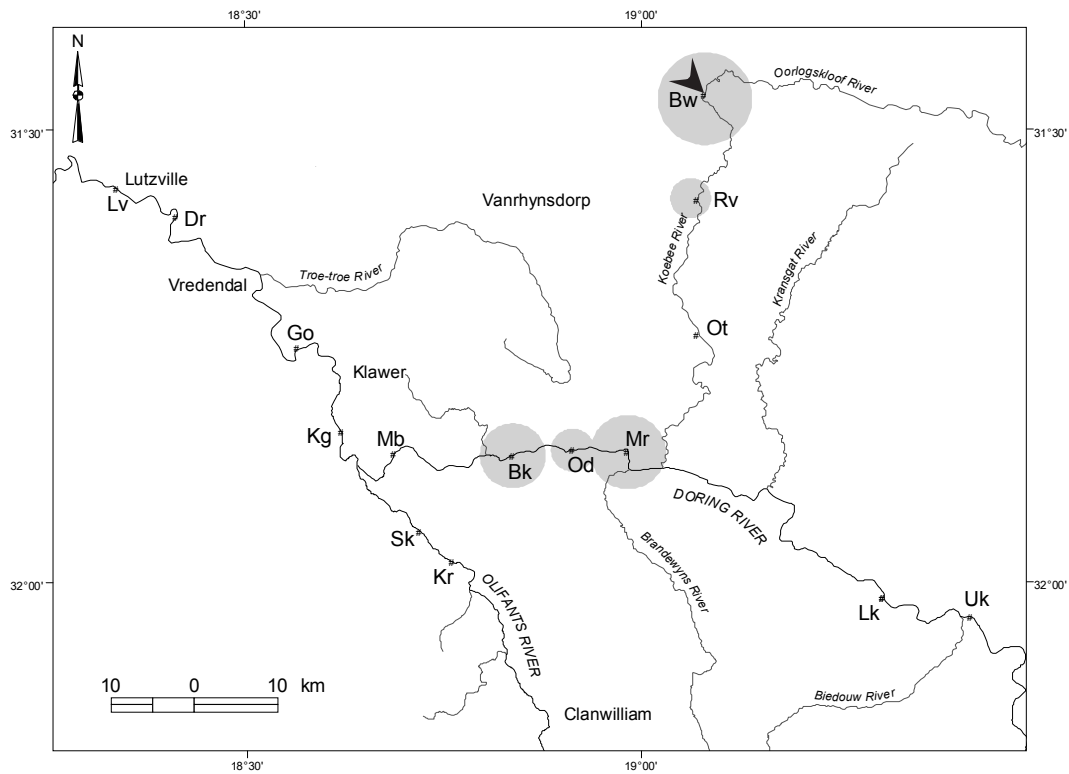 18°30'
19°00'
N
Oorlogskloof River
Bw
31°30'
31°30'
Lutzville
Lv
Dr
Vanrhynsdorp
Rv
Koebee River
Kransgat River
Troe-troe River
Vredendal
Go
Ot
Klawer
Kg
Mb
Mr
Bk
Od
DORING RIVER
Sk
Brandewyns River
Kr
32°00'
32°00'
OLIFANTS RIVER
Lk
Uk
10 0 10 km
Biedouw River
Clanwilliam
18°30'
19°00'